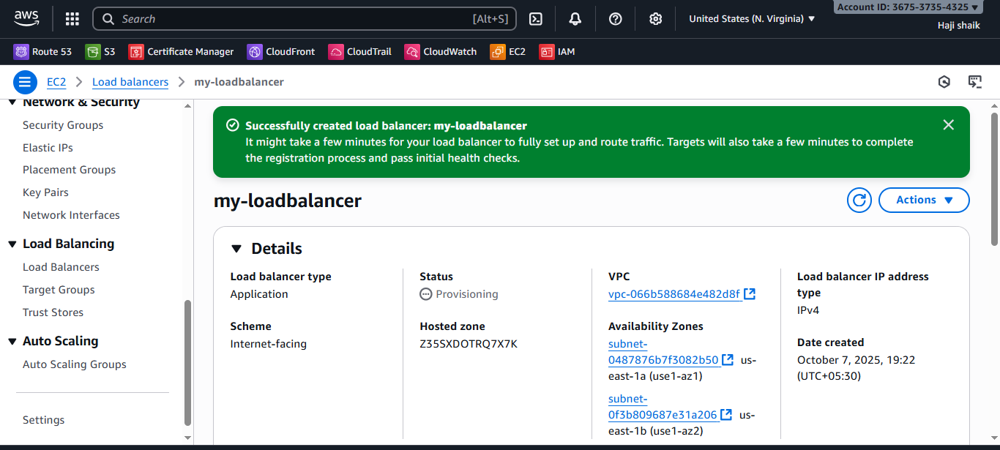 aws
Search
[Alt+S]
United States (N. Virginia)
Account ID: 3675-3735-4325
Haji shaik
Route 53
S3
Certificate Manager
CloudFront
CloudTrail
CloudWatch
EC2
IAM
EC2
Load balancers
my-loadbalancer
Network & Security
Security Groups
Elastic IPs
Placement Groups
Key Pairs
Network Interfaces
Load Balancing
Load Balancers
Target Groups
Trust Stores
Auto Scaling
Auto Scaling Groups
Settings
Successfully created load balancer: my-loadbalancer
It might take a few minutes for your load balancer to fully set up and route traffic. Targets will also take a few minutes to complete
the registration process and pass initial health checks.
my-loadbalancer
Actions
Details
Load balancer type
Application
Scheme
Internet-facing
Status
Provisioning
Hosted zone
Z35SXDOTRQ7X7K
VPC
vpc-066b588684e482d8f
Availability Zones
subnet-
0487876b7f3082b50 us-
east-1a (use1-az1)
subnet-
0f3b809687e31a206 us-
east-1b (use1-az2)
Load balancer IP address
type
IPv4
Date created
October 7, 2025, 19:22
(UTC+05:30)